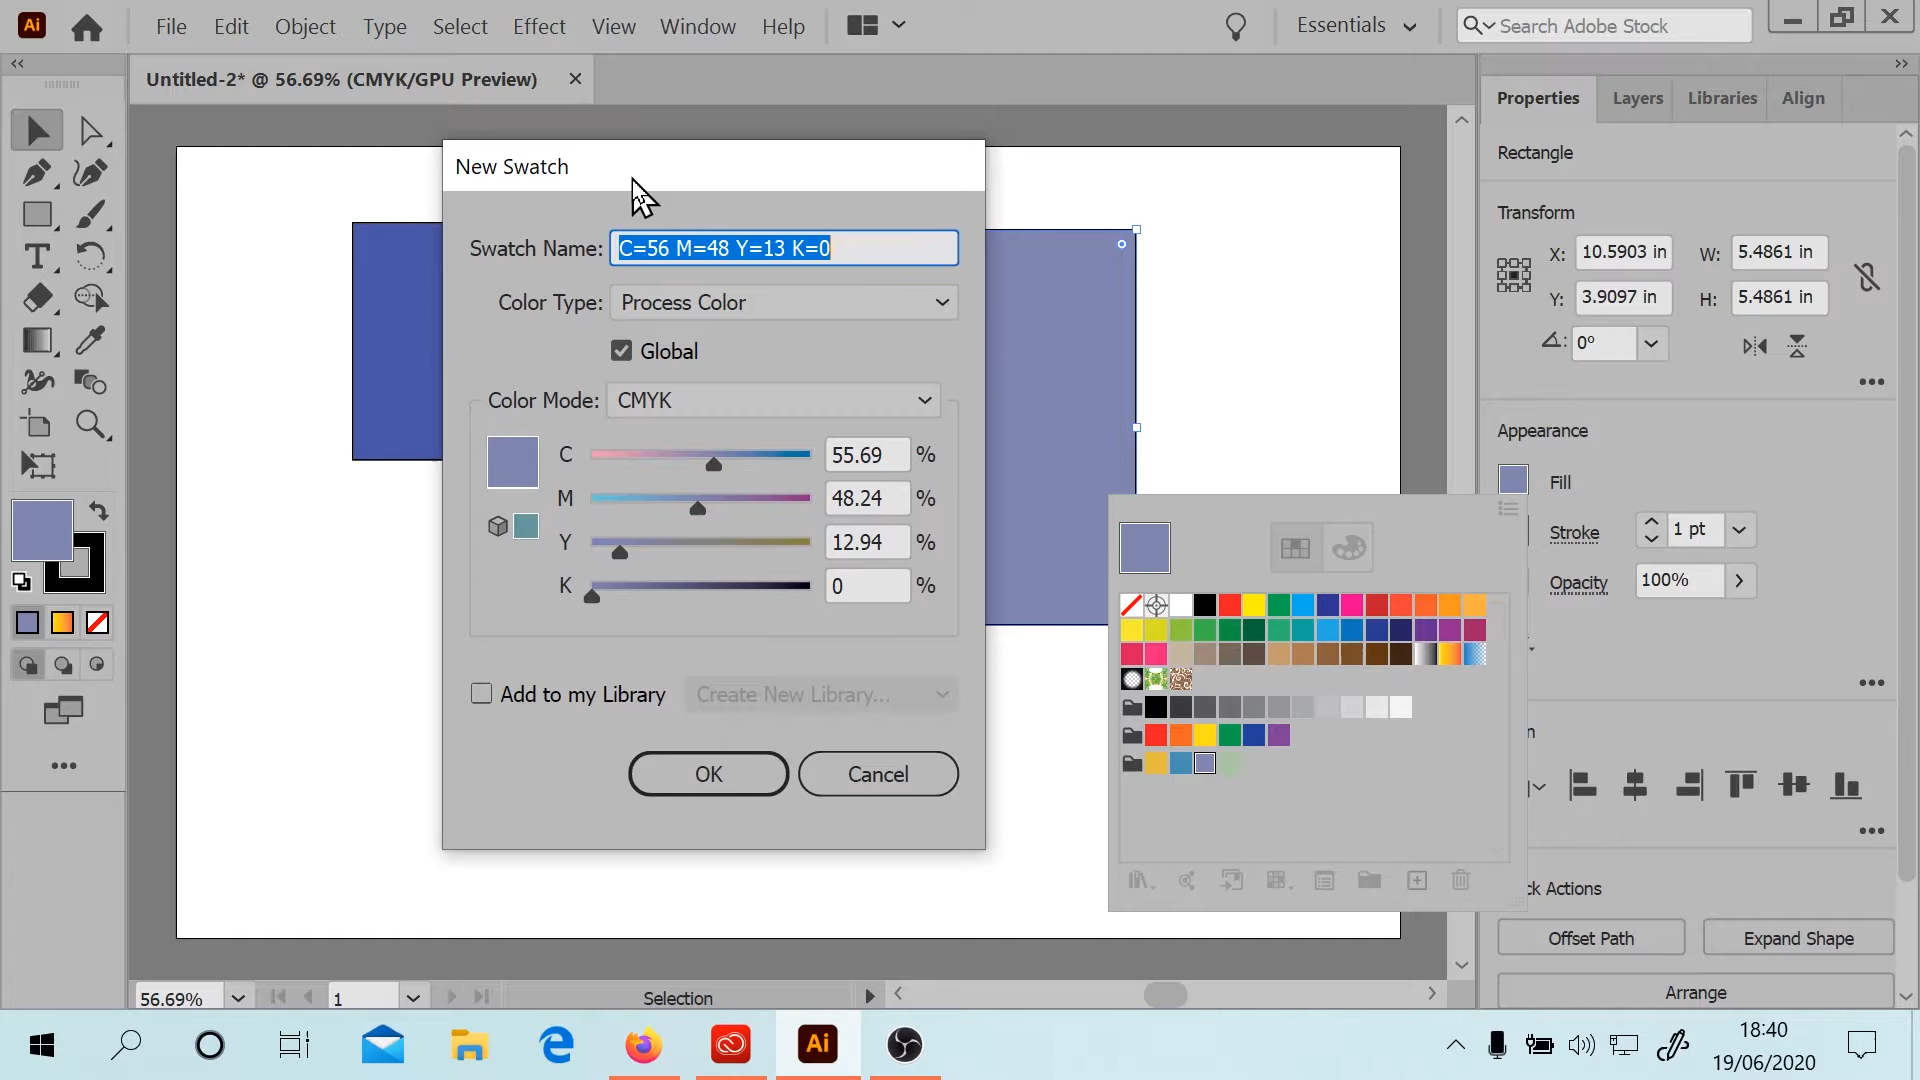 Ai File Edit Object Type Select Effect View Window Help Essentials Search Adobe Stock
Untitled-2* @ 56.69% (CMYK/GPU Preview)
Properties Layers Libraries Align
Rectangle
Transform
X: 10.5903 in W: 5.4861 in
Y: 3.9097 in H: 5.4861 in
0°
Appearance
Fill
Stroke 1 pt
Opacity 100%
n
ck Actions
Offset Path Expand Shape
Arrange
New Swatch
Swatch Name: C=56 M=48 Y=13 K=0
Color Type: Process Color
Global
Color Mode: CMYK
C 55.69 %
M 48.24 %
Y 12.94 %
K 0 %
Add to my Library Create New Library...
OK Cancel
T
56.69% 1 Selection
Ai
18:40
19/06/2020